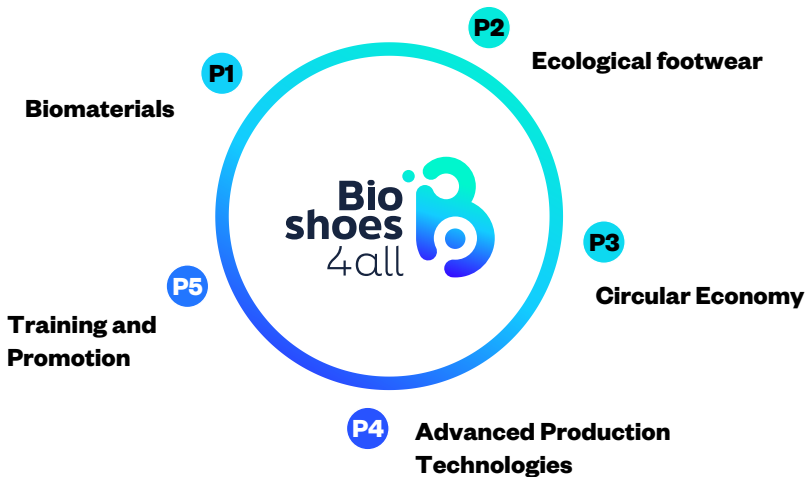 P1
Biomaterials
P2
Ecological footwear
Bio
shoes
4all
P3
Circular Economy
P4
Advanced Production
Technologies
P5
Training and
Promotion